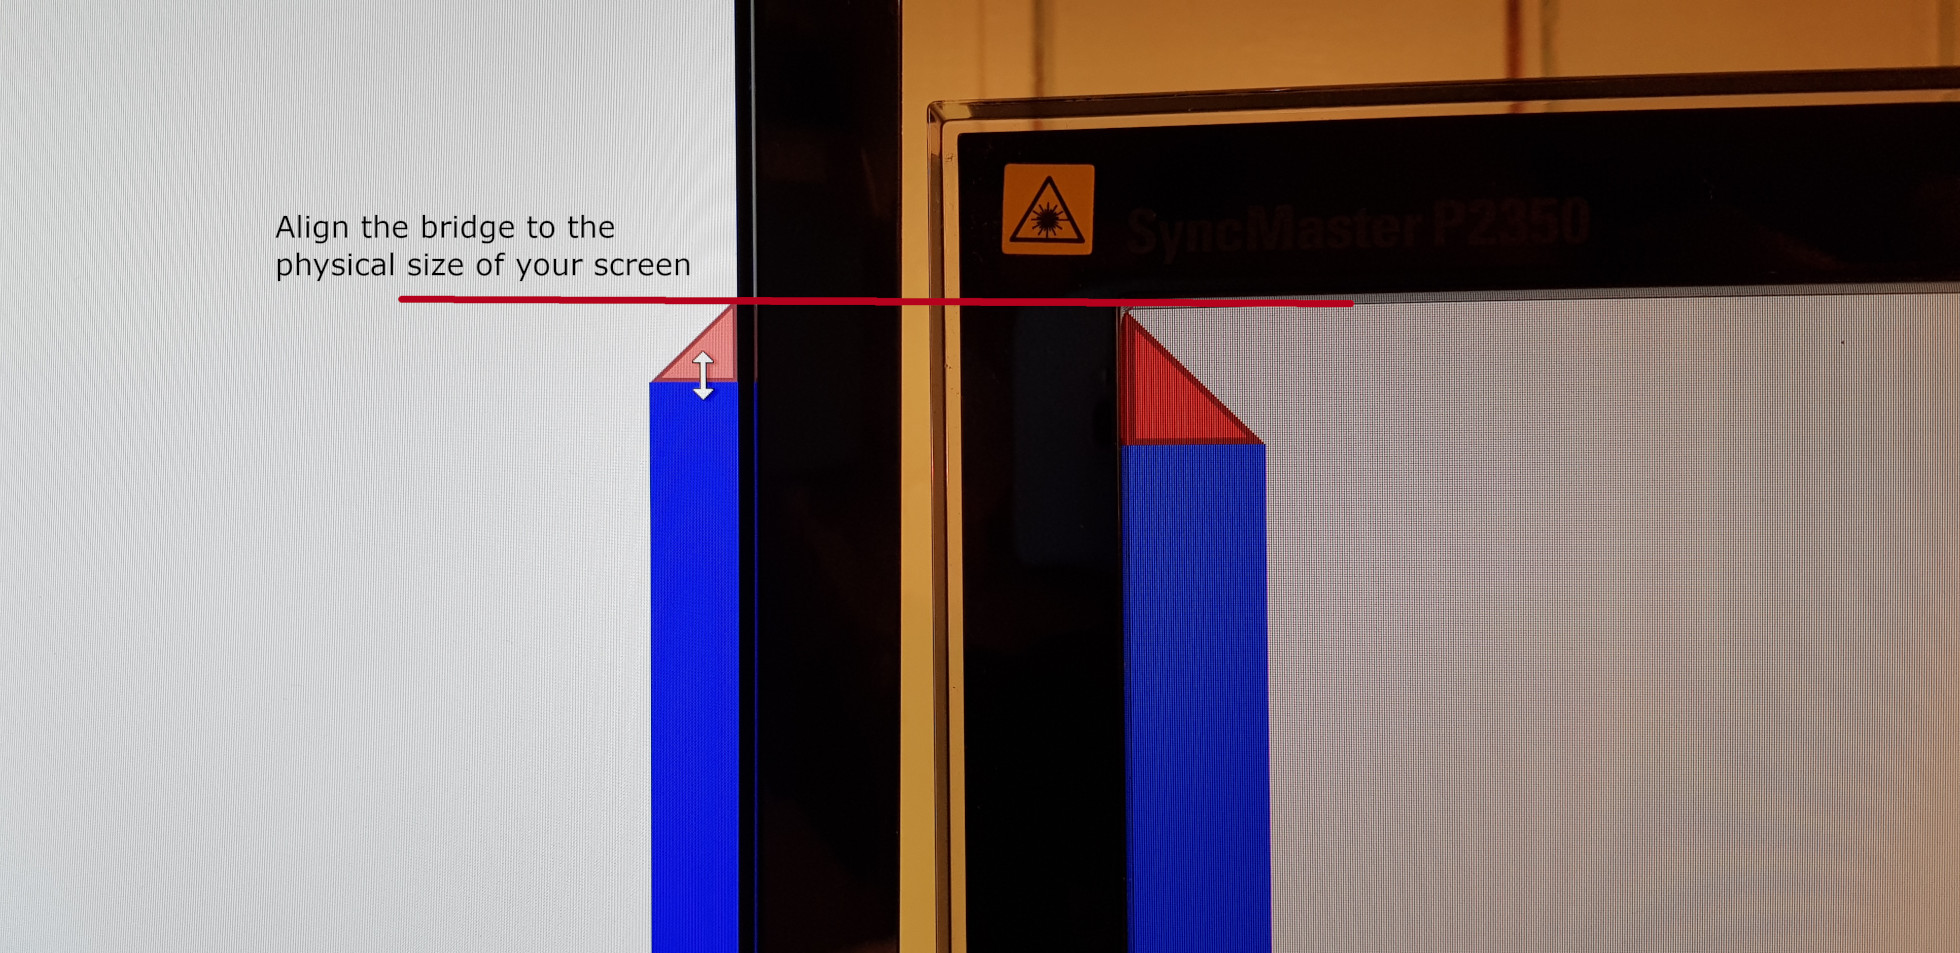 Align the bridge to the
physical size of your screen
SyncMaster P2350